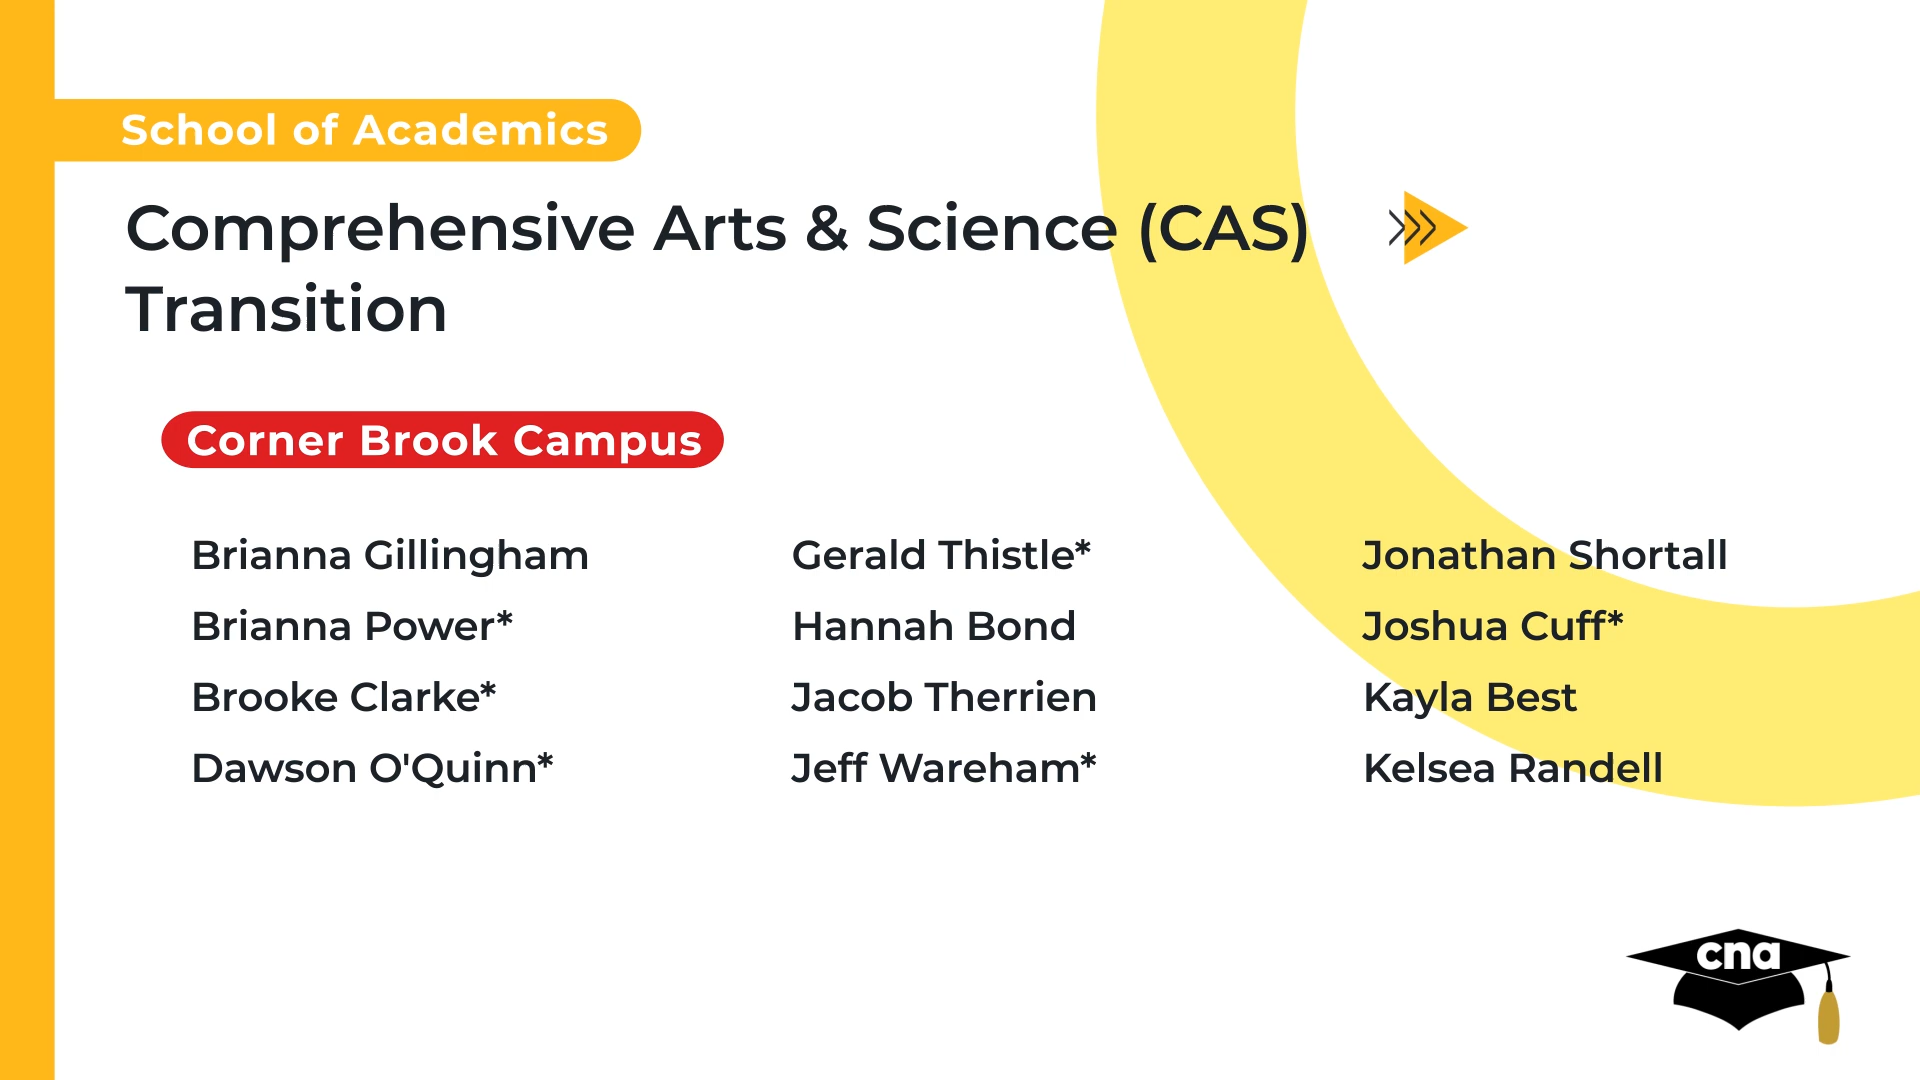 School of Academics
Comprehensive Arts & Science (CAS)
Transition
Corner Brook Campus
Brianna Gillingham
Brianna Power*
Brooke Clarke*
Dawson O'Quinn*
Gerald Thistle*
Hannah Bond
Jacob Therrien
Jeff Wareham*
Jonathan Shortall
Joshua Cuff*
Kayla Best
Kelsea Randell
cna